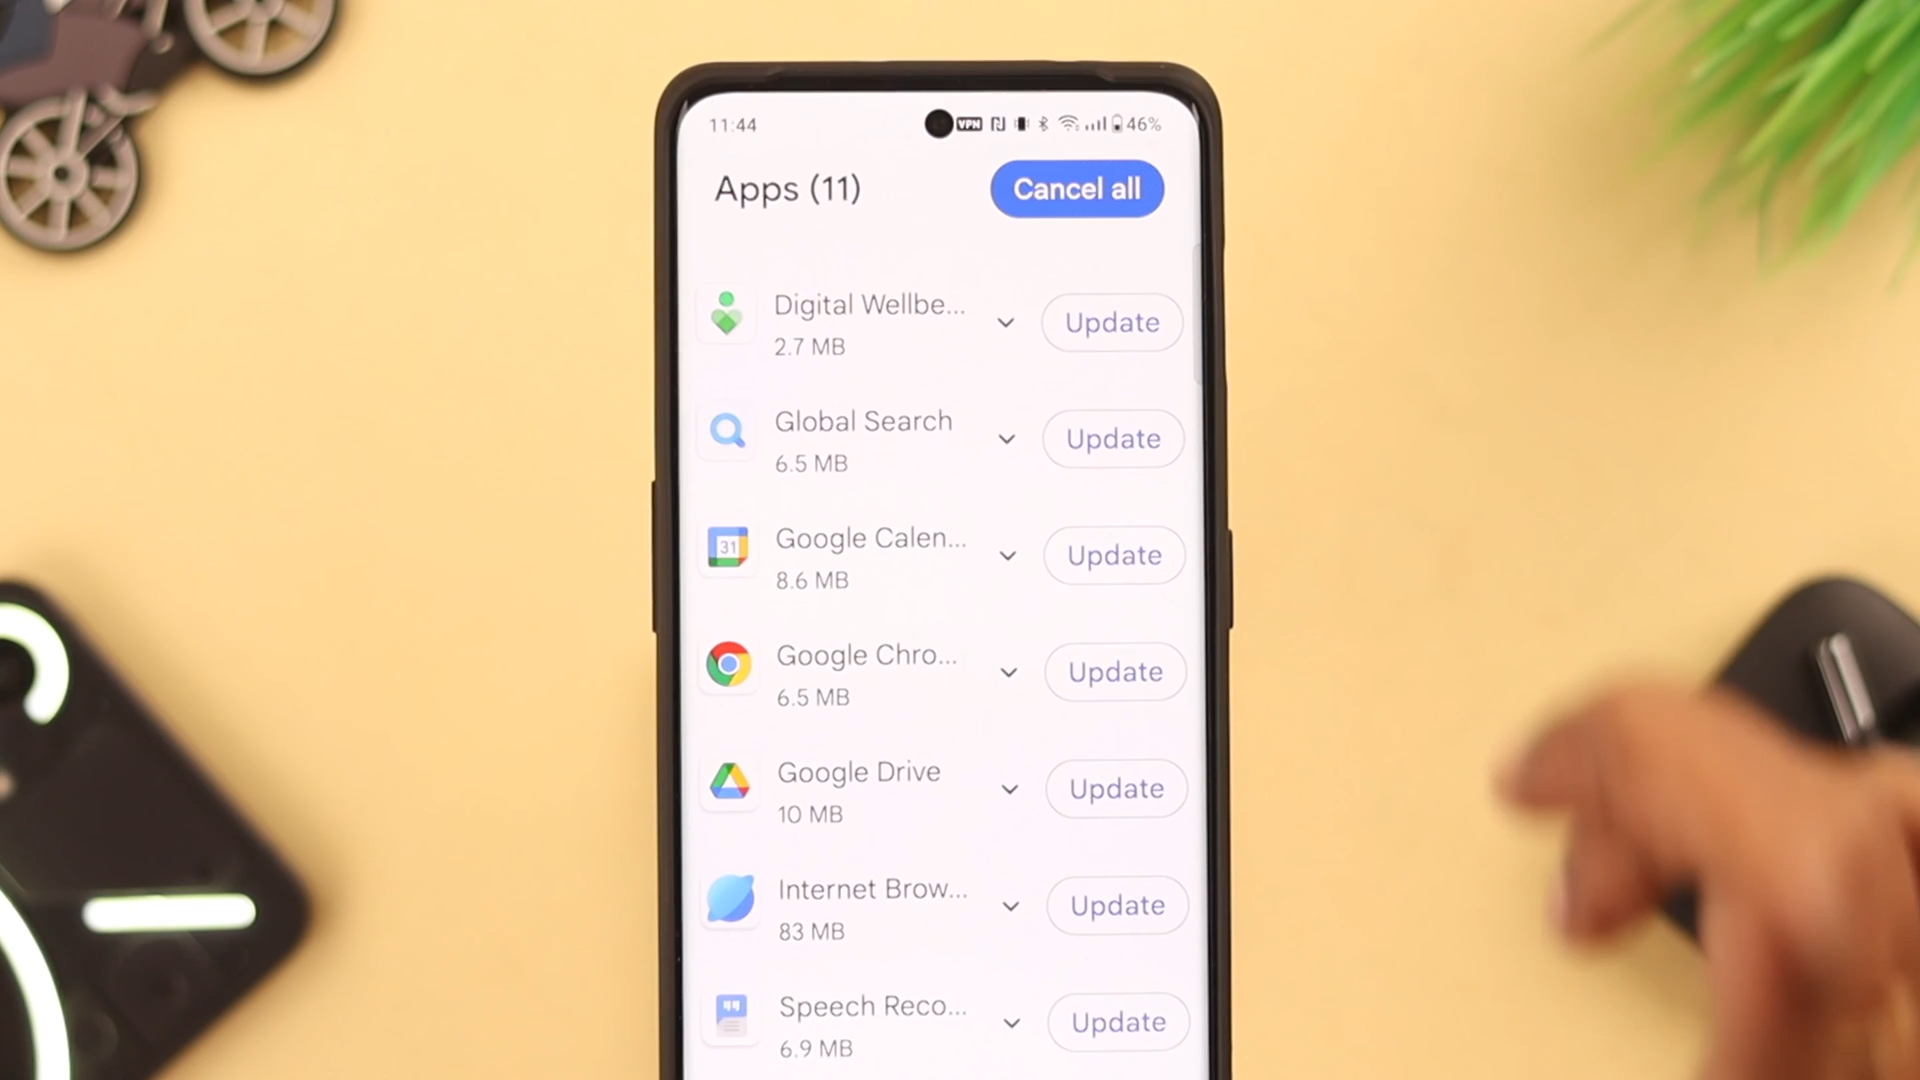 11:44 VPN 46%
Apps (11) Cancel all
Digital Wellbe... Update
2.7 MB
Global Search Update
6.5 MB
31 Google Calen... Update
8.6 MB
Google Chro... Update
6.5 MB
Google Drive Update
10 MB
Internet Brow... Update
83 MB
Speech Reco... Update
6.9 MB